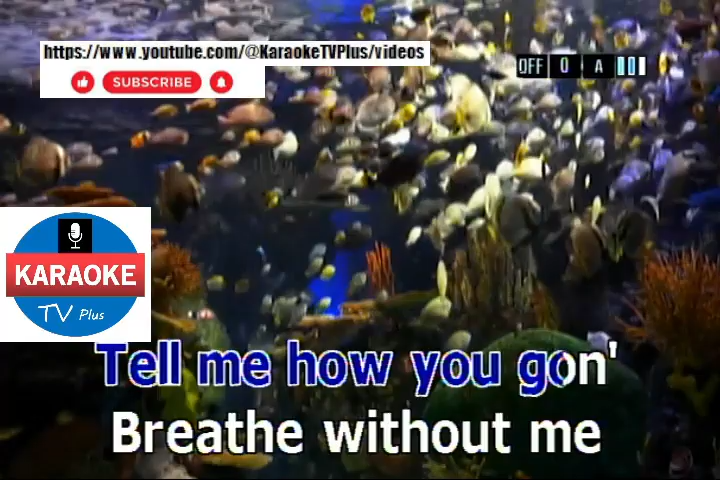 https://www.youtube.com/@KaraokeTVPlus/videos
SUBSCRIBE
OFF 0 A
KARAOKE
TV Plus
Tell me how you gon'
Breathe without me